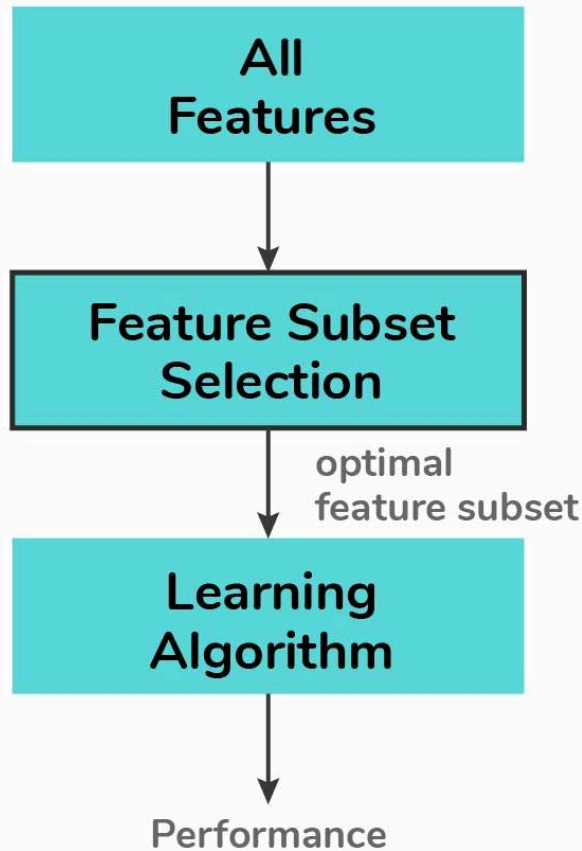 All
Features
Feature Subset
Selection
optimal
feature subset
Learning
Algorithm
Performance